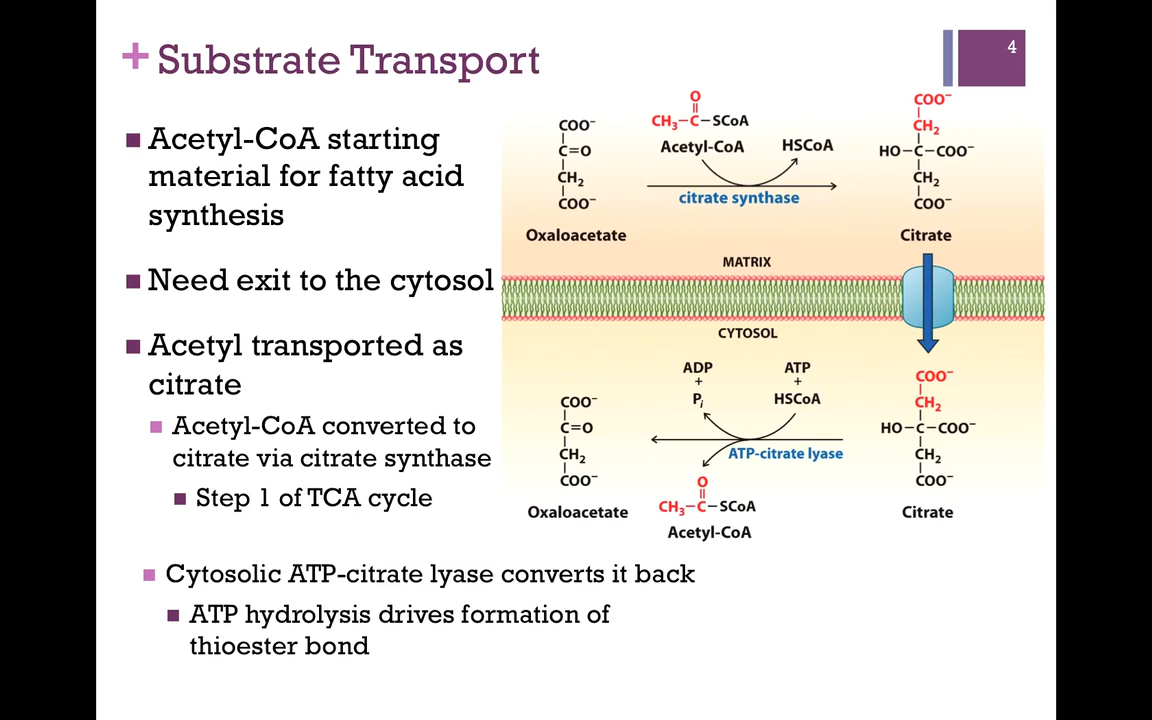 + Substrate Transport
4
■ Acetyl-CoA starting
material for fatty acid
synthesis
■ Need exit to the cytosol
■ Acetyl transported as
citrate
■ Acetyl-CoA converted to
citrate via citrate synthase
■ Step 1 of TCA cycle
■ Cytosolic ATP-citrate lyase converts it back
■ ATP hydrolysis drives formation of
thioester bond
COO⁻
C=O
CH₂
COO⁻
Oxaloacetate
O
CH₃–C–SCoA
Acetyl-CoA
HSCoA
citrate synthase
COO⁻
CH₂
HO–C–COO⁻
CH₂
COO⁻
Citrate
MATRIX
CYTOSOL
ADP
+
Pᵢ
ATP
+
HSCoA
ATP-citrate lyase
COO⁻
C=O
CH₂
COO⁻
Oxaloacetate
O
CH₃–C–SCoA
Acetyl-CoA
COO⁻
CH₂
HO–C–COO⁻
CH₂
COO⁻
Citrate